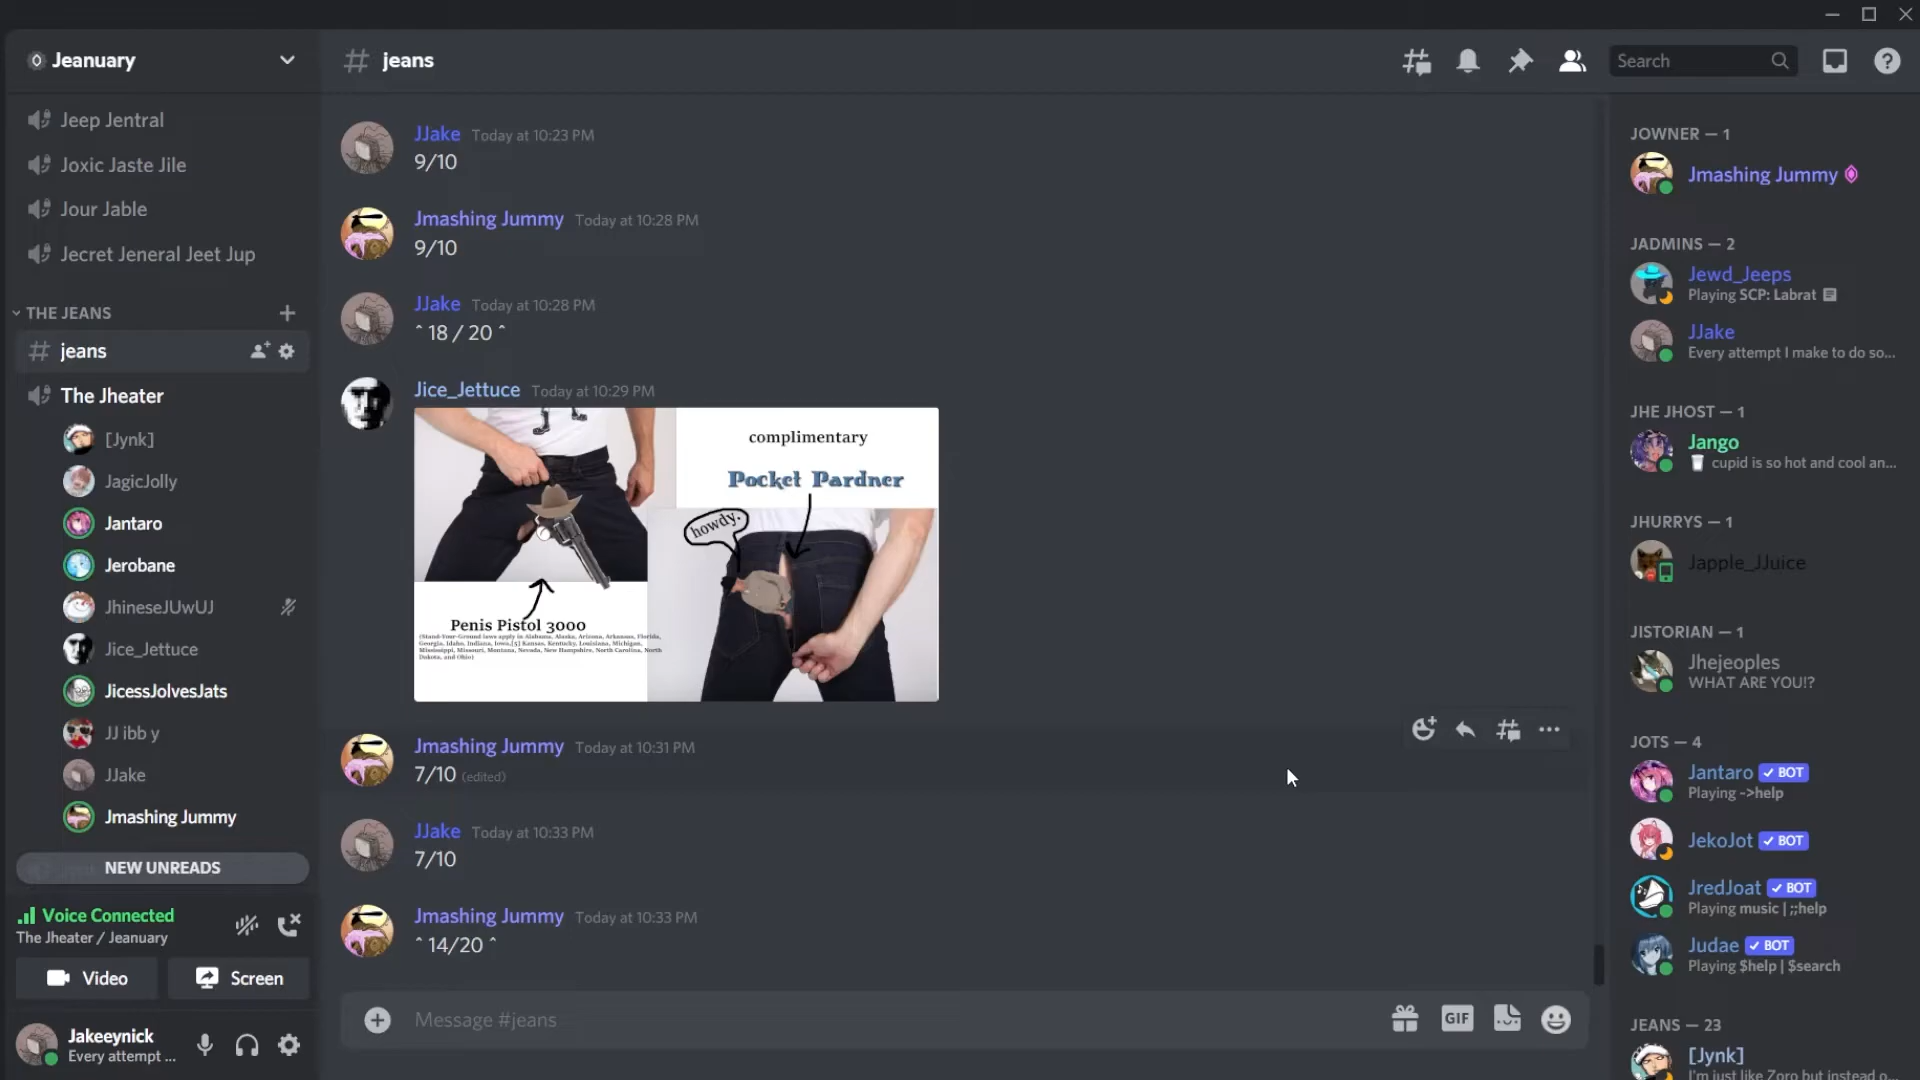 Jeanuary
Jeep Jentral
Joxic Jaste Jile
Jour Jable
Jecret Jeneral Jeet Jup
THE JEANS
jeans
The Jheater
[Jynk]
JagicJolly
Jantaro
Jerobane
JhineseJUwUJ
Jice_Jettuce
JicessJolvesJats
JJ ibb y
JJake
Jmashing Jummy
NEW UNREADS
Voice Connected
The Jheater / Jeanuary
Video
Screen
Jakeeynick
Every attempt ...
# jeans
Search
JJake Today at 10:23 PM
9/10
Jmashing Jummy Today at 10:28 PM
9/10
JJake Today at 10:28 PM
^ 18 / 20 ^
Jice_Jettuce Today at 10:29 PM
complimentary
Pocket Pardner
howdy.
Penis Pistol 3000
(Stand-Your-Ground laws apply in Alabama, Alaska, Arizona, Arkansas, Florida,
Georgia, Idaho, Indiana, Iowa,[5] Kansas, Kentucky, Louisiana, Michigan,
Mississippi, Missouri, Montana, Nevada, New Hampshire, North Carolina, North
Dakota, and Ohio)
Jmashing Jummy Today at 10:31 PM
7/10 (edited)
JJake Today at 10:33 PM
7/10
Jmashing Jummy Today at 10:33 PM
^ 14/20 ^
Message #jeans
GIF
JOWNER — 1
Jmashing Jummy
JADMINS — 2
Jewd_Jeeps
Playing SCP: Labrat
JJake
Every attempt I make to do so...
JHE JHOST — 1
Jango
cupid is so hot and cool an...
JHURRYS — 1
Japple_JJuice
JISTORIAN — 1
Jhejeoples
WHAT ARE YOU!?
JOTS — 4
Jantaro BOT
Playing ->help
JekoJot BOT
JredJoat BOT
Playing music | ;;help
Judae BOT
Playing $help | $search
JEANS — 23
[Jynk]
I'm just like Zoro but instead o...